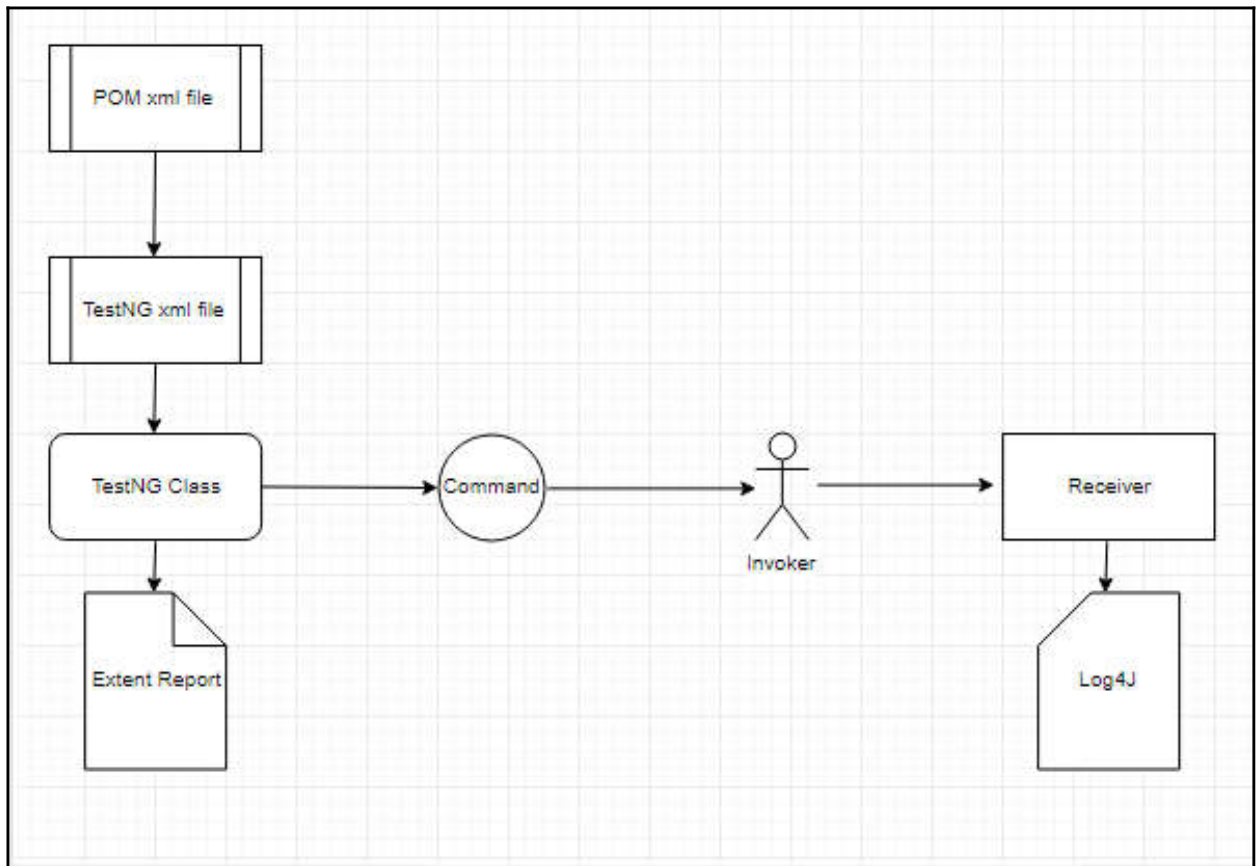 POM xml file
TestNG xml file
TestNG Class
Command
Invoker
Receiver
Extent Report
Log4J